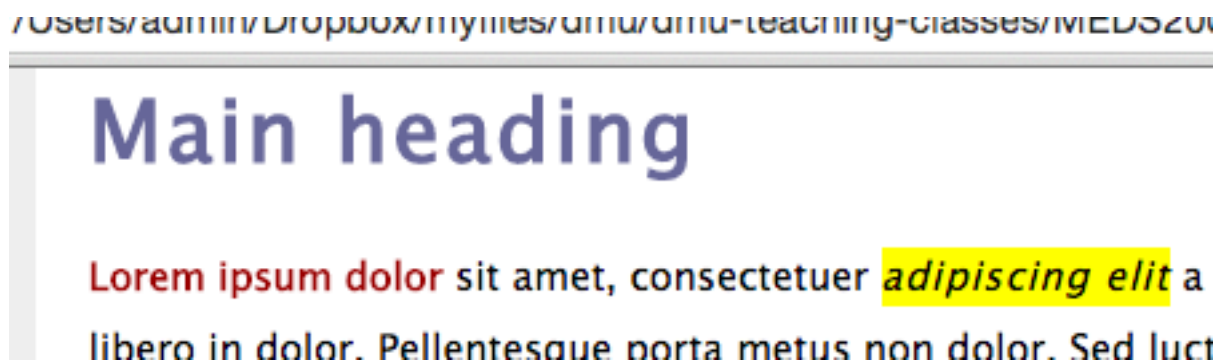 /Users/admin/Dropbox/myfiles/dmu/dmu-teaching-classes/MEDS200
Main heading
Lorem ipsum dolor sit amet, consectetuer adipiscing elit a
libero in dolor. Pellentesque porta metus non dolor. Sed luct